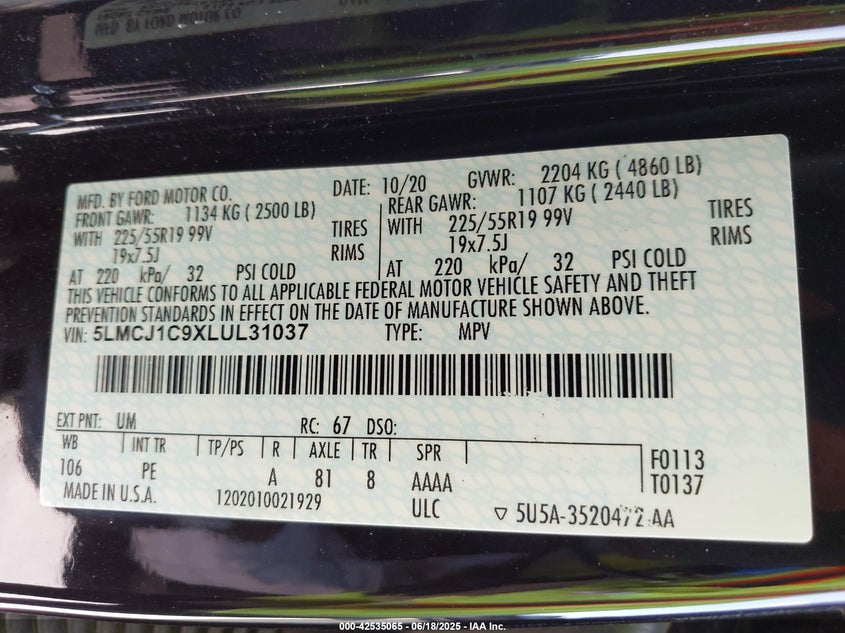 MFD. BY FORD MOTOR CO.
MFD. BY FORD MOTOR CO. DATE: 10/20 GVWR: 2204 KG ( 4860 LB)
FRONT GAWR: 1134 KG ( 2500 LB) REAR GAWR: 1107 KG ( 2440 LB)
WITH 225/55R19 99V TIRES WITH 225/55R19 99V TIRES
19x7.5J RIMS 19x7.5J RIMS
AT 220 kPa/ 32 PSI COLD AT 220 kPa/ 32 PSI COLD
THIS VEHICLE CONFORMS TO ALL APPLICABLE FEDERAL MOTOR VEHICLE SAFETY AND THEFT
PREVENTION STANDARDS IN EFFECT ON THE DATE OF MANUFACTURE SHOWN ABOVE.
VIN: 5LMCJ1C9XLUL31037 TYPE: MPV
EXT PNT: UM RC: 67 DSO:
WB INT TR TP/PS R AXLE TR SPR
106 PE A 81 8 AAAA F0113
T0137
MADE IN U.S.A. 1202010021929 ULC ▽ 5U5A-3520472-AA
000-42535065 - 06/18/2025 - IAA Inc.